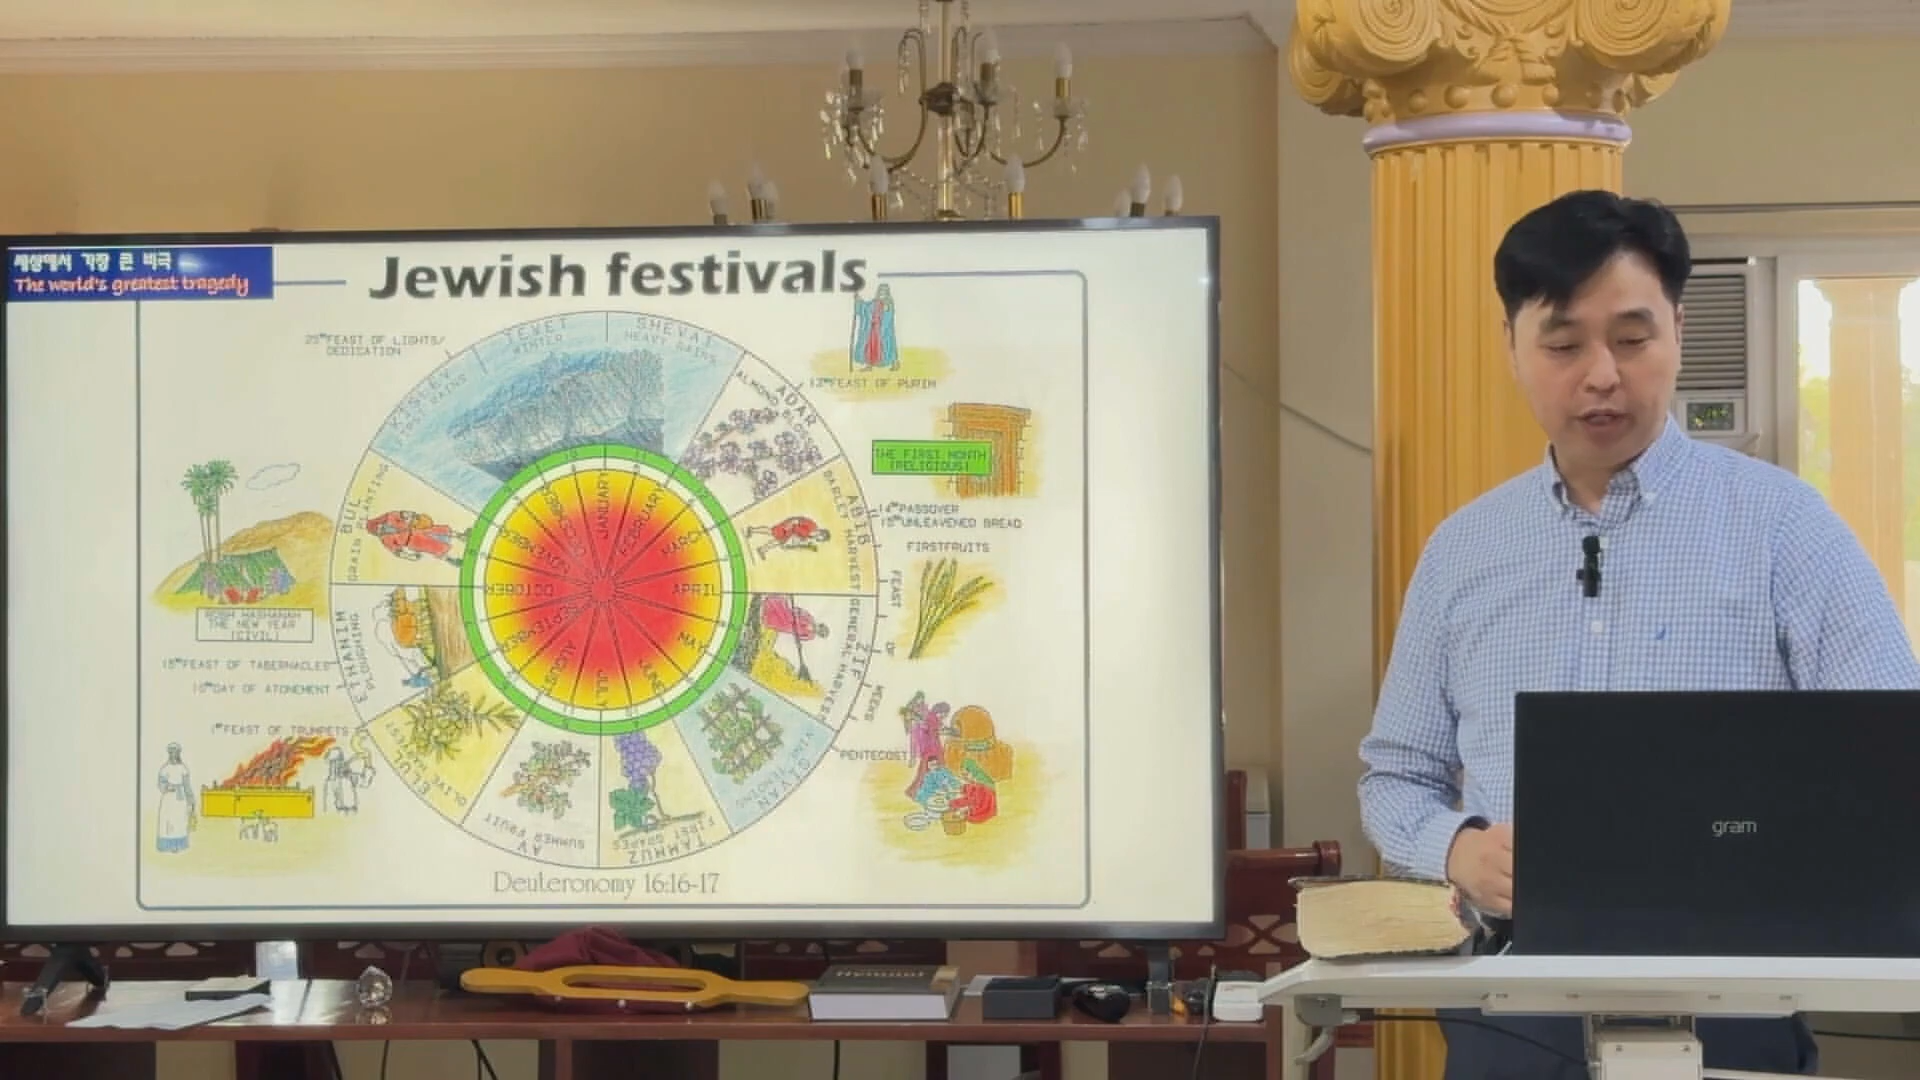 세상에서 가장 큰 비극
The world's greatest tragedy
Jewish festivals
25TH FEAST OF LIGHTS/
DEDICATION
TEVET
WINTER
SHEVAT
HEAVY RAINS
KISLEV
ADAR
13TH FEAST OF PURIM
THE FIRST MONTH
(RELIGIOUS)
BUL
GRAIN PLANTING
ABIB
BARLEY HARVEST
14TH PASSOVER
15TH UNLEAVENED BREAD
FIRSTFRUITS
JANUARY
FEBRUARY
MARCH
APRIL
MAY
JUNE
JULY
AUGUST
SEPTEMBER
OCTOBER
NOVEMBER
DECEMBER
FEAST
OF
WEEKS
ZIF
GENERAL HARVEST
ROSH HASHANAH
THE NEW YEAR
(CIVIL)
ETHANIM
PLOUGHING
15TH FEAST OF TABERNACLES
10TH DAY OF ATONEMENT
1ST FEAST OF TRUMPETS
PENTECOST
SIVAN
ELUL
OLIVE HARVEST
AV
SUMMER FRUIT
TAMMUZ
FIRST GRAPES
Deuteronomy 16:16-17
gram